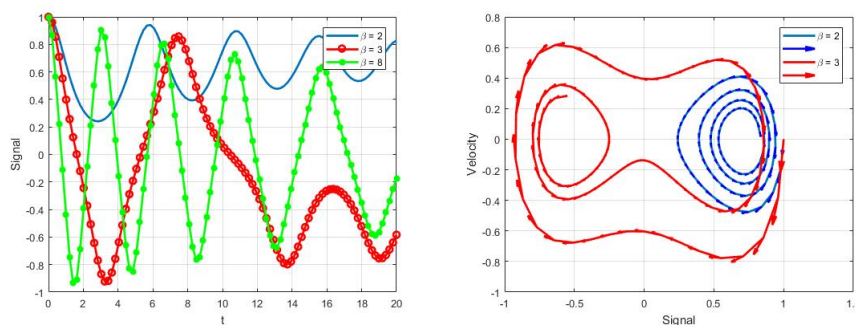 1
0.8
0.6
0.4
0.2
0
-0.2
-0.4
-0.6
-0.8
-1
Signal
0 2 4 6 8 10 12 14 16 18 20
t
β = 2
β = 3
β = 8
0.8
0.6
0.4
0.2
0
-0.2
-0.4
-0.6
-0.8
Velocity
-1 -0.5 0 0.5 1 1.
Signal
β = 2
β = 3